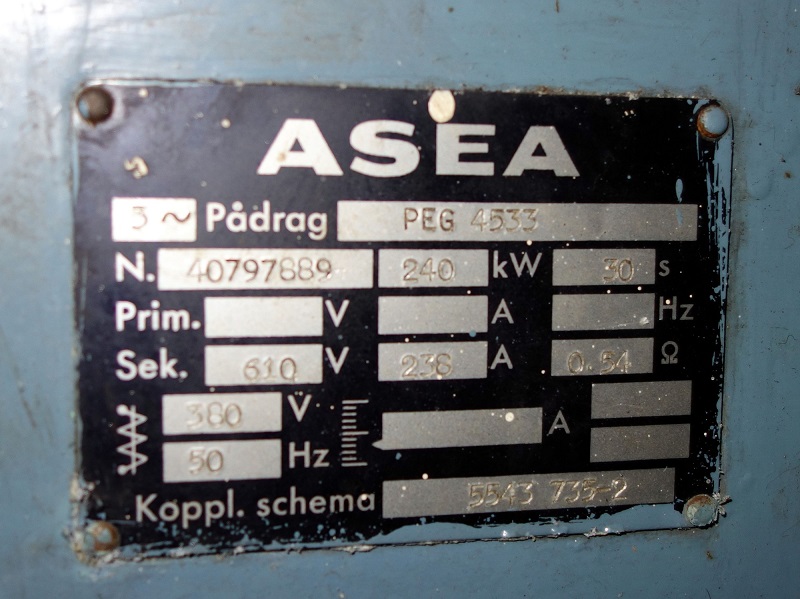 ASEA
3 ~ Pådrag PEG 4533
N. 40797889 240 kW 30 s
Prim. V A Hz
Sek. 610 V 238 A 0.54 Ω
380 V A
50 Hz
Koppl. schema 5543 735-2